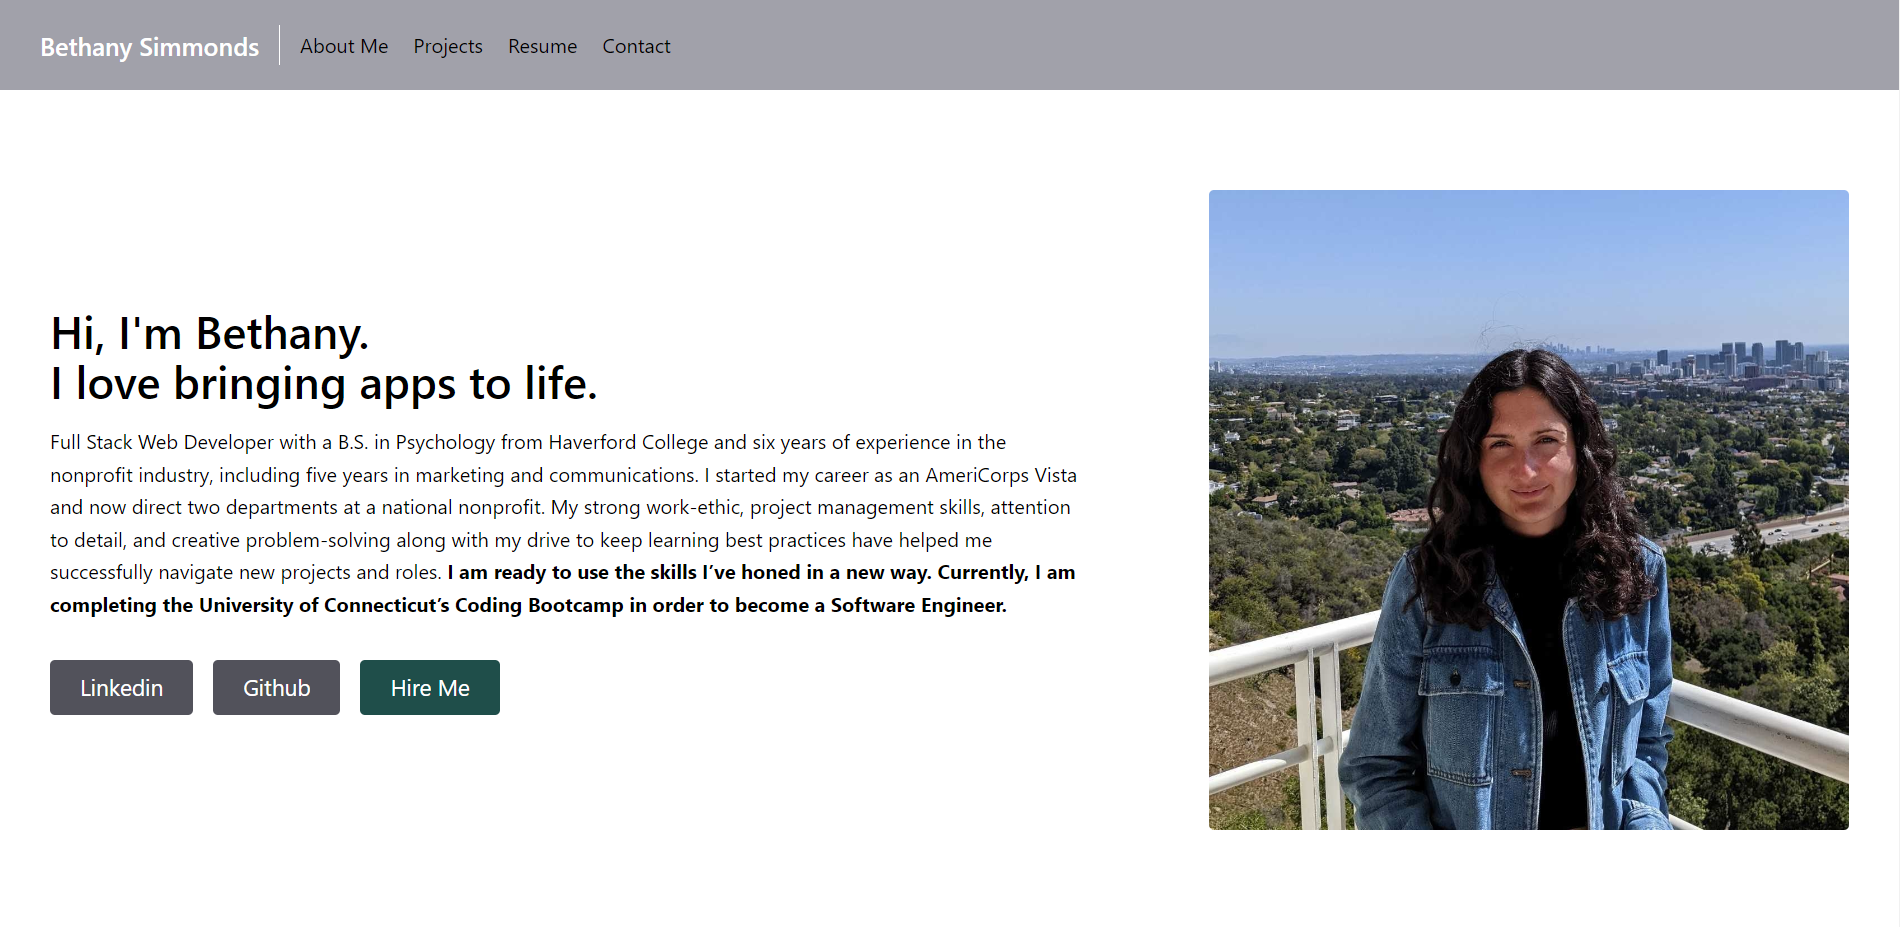 Bethany Simmonds
About Me Projects Resume Contact
Hi, I'm Bethany.
I love bringing apps to life.
Full Stack Web Developer with a B.S. in Psychology from Haverford College and six years of experience in the
nonprofit industry, including five years in marketing and communications. I started my career as an AmeriCorps Vista
and now direct two departments at a national nonprofit. My strong work-ethic, project management skills, attention
to detail, and creative problem-solving along with my drive to keep learning best practices have helped me
successfully navigate new projects and roles. I am ready to use the skills I’ve honed in a new way. Currently, I am
completing the University of Connecticut’s Coding Bootcamp in order to become a Software Engineer.
Linkedin Github Hire Me